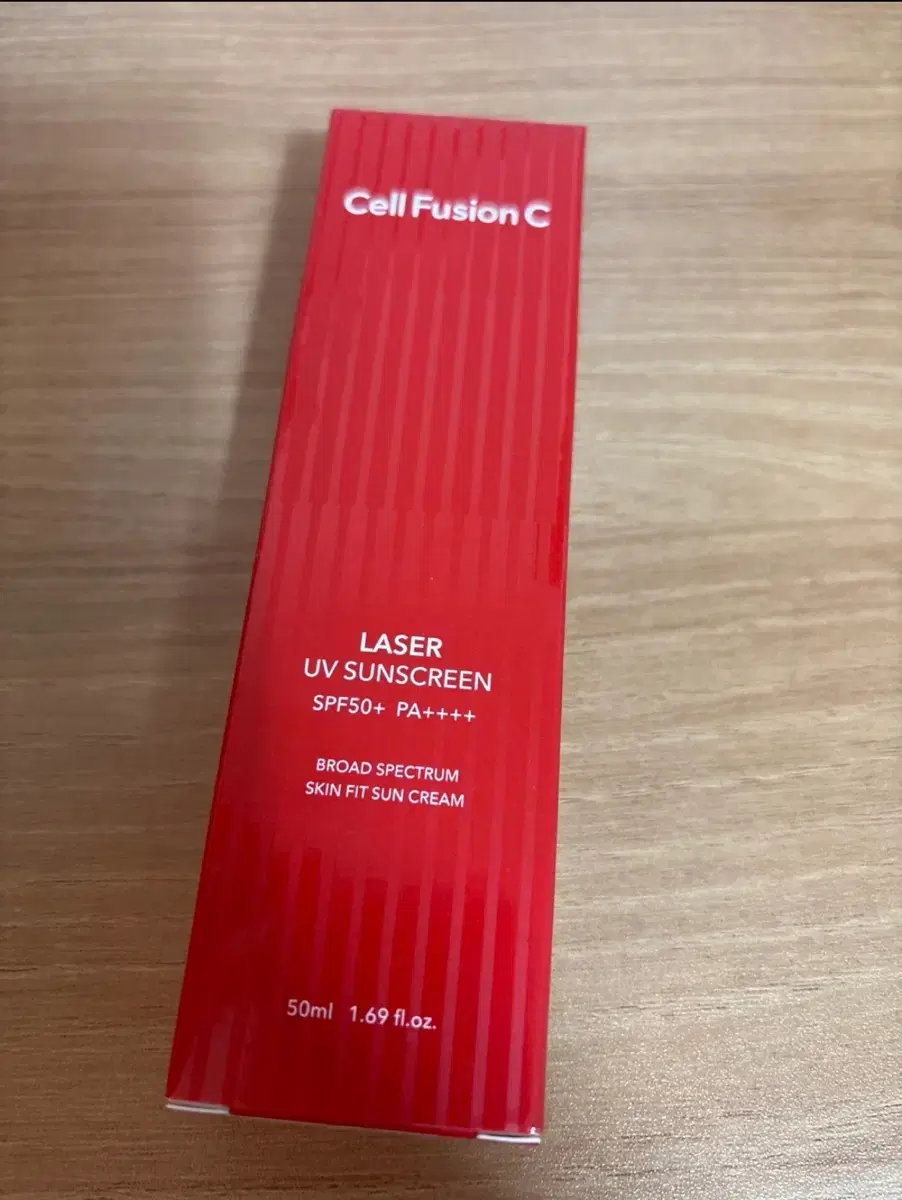 Cell Fusion C
LASER
UV SUNSCREEN
SPF50+ PA++++
BROAD SPECTRUM
SKIN FIT SUN CREAM
50ml 1.69 fl.oz.